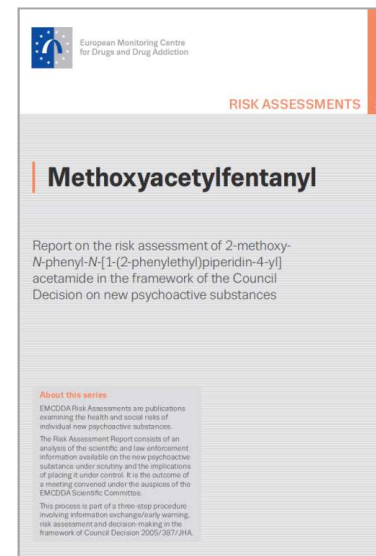 European Monitoring Centre
for Drugs and Drug Addiction
RISK ASSESSMENTS
Methoxyacetylfentanyl
Report on the risk assessment of 2-methoxy-
N-phenyl-N-[1-(2-phenylethyl)piperidin-4-yl]
acetamide in the framework of the Council
Decision on new psychoactive substances
About this series
EMCDDA Risk Assessments are publications
examining the health and social risks of
individual new psychoactive substances.
The Risk Assessment Report consists of an
analysis of the scientific and law enforcement
information available on the new psychoactive
substance under scrutiny and the implications
of placing it under control. It is the outcome of
a meeting convened under the auspices of the
EMCDDA Scientific Committee.
This process is part of a three-step procedure
involving information exchange/early warning,
risk assessment and decision-making in the
framework of Council Decision 2005/387/JHA.